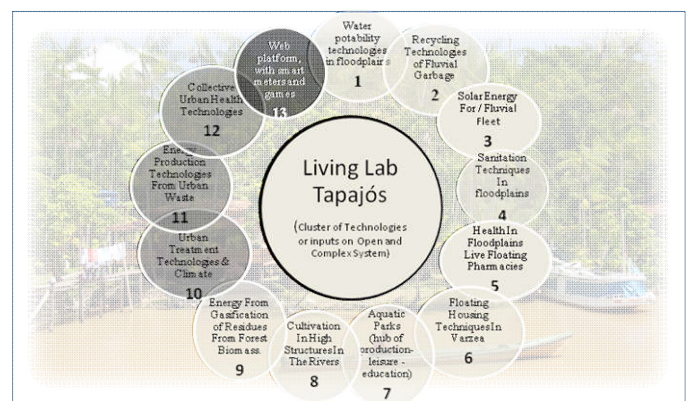 Living Lab
Tapajós
(Cluster of Technologies
or inputs on Open and
Complex System)
Water
potability
technologies
in floodplains
1
Recycling
Technologies
of Fluvial
Garbage
2
Solar Energy
For / Fluvial
Fleet
3
Sanitation
Techniques
In
floodplains
4
Health In
Floodplains
Live Floating
Pharmacies
5
Floating
Housing
Techniques In
Varzea
6
Aquatic
Parks
(hub of
production-
leisure -
education)
7
Cultivation
In High
Structures In
The Rivers
8
Energy From
Gasification
of Residues
From Forest
Biomass.
9
Urban
Treatment
Technologies &
Climate
10
Energy
Production
Technologies
From Urban
Waste
11
Collective
Urban Health
Technologies
12
Web
platform,
with smart
meters and
games
13